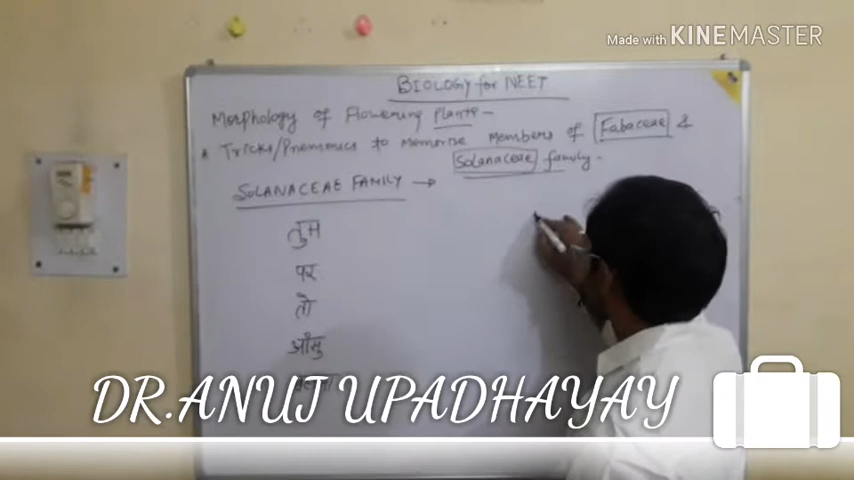 Made with KINEMASTER
BIOLOGY for NEET
Morphology of Flowering Plants -
* Tricks/Pnemonics to Memorise Members of Fabaceae &
Solanaceae family -
SOLANACEAE FAMILY →
तुम
पर
तो
आँसु
DR.ANUJ UPADHAYAY